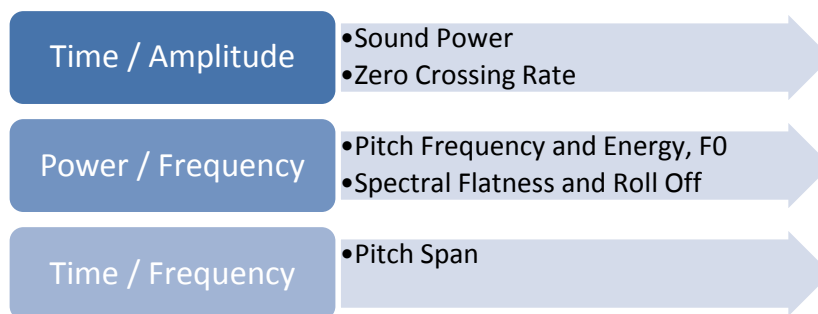 Time / Amplitude
•Sound Power
•Zero Crossing Rate
Power / Frequency
•Pitch Frequency and Energy, F0
•Spectral Flatness and Roll Off
Time / Frequency
•Pitch Span